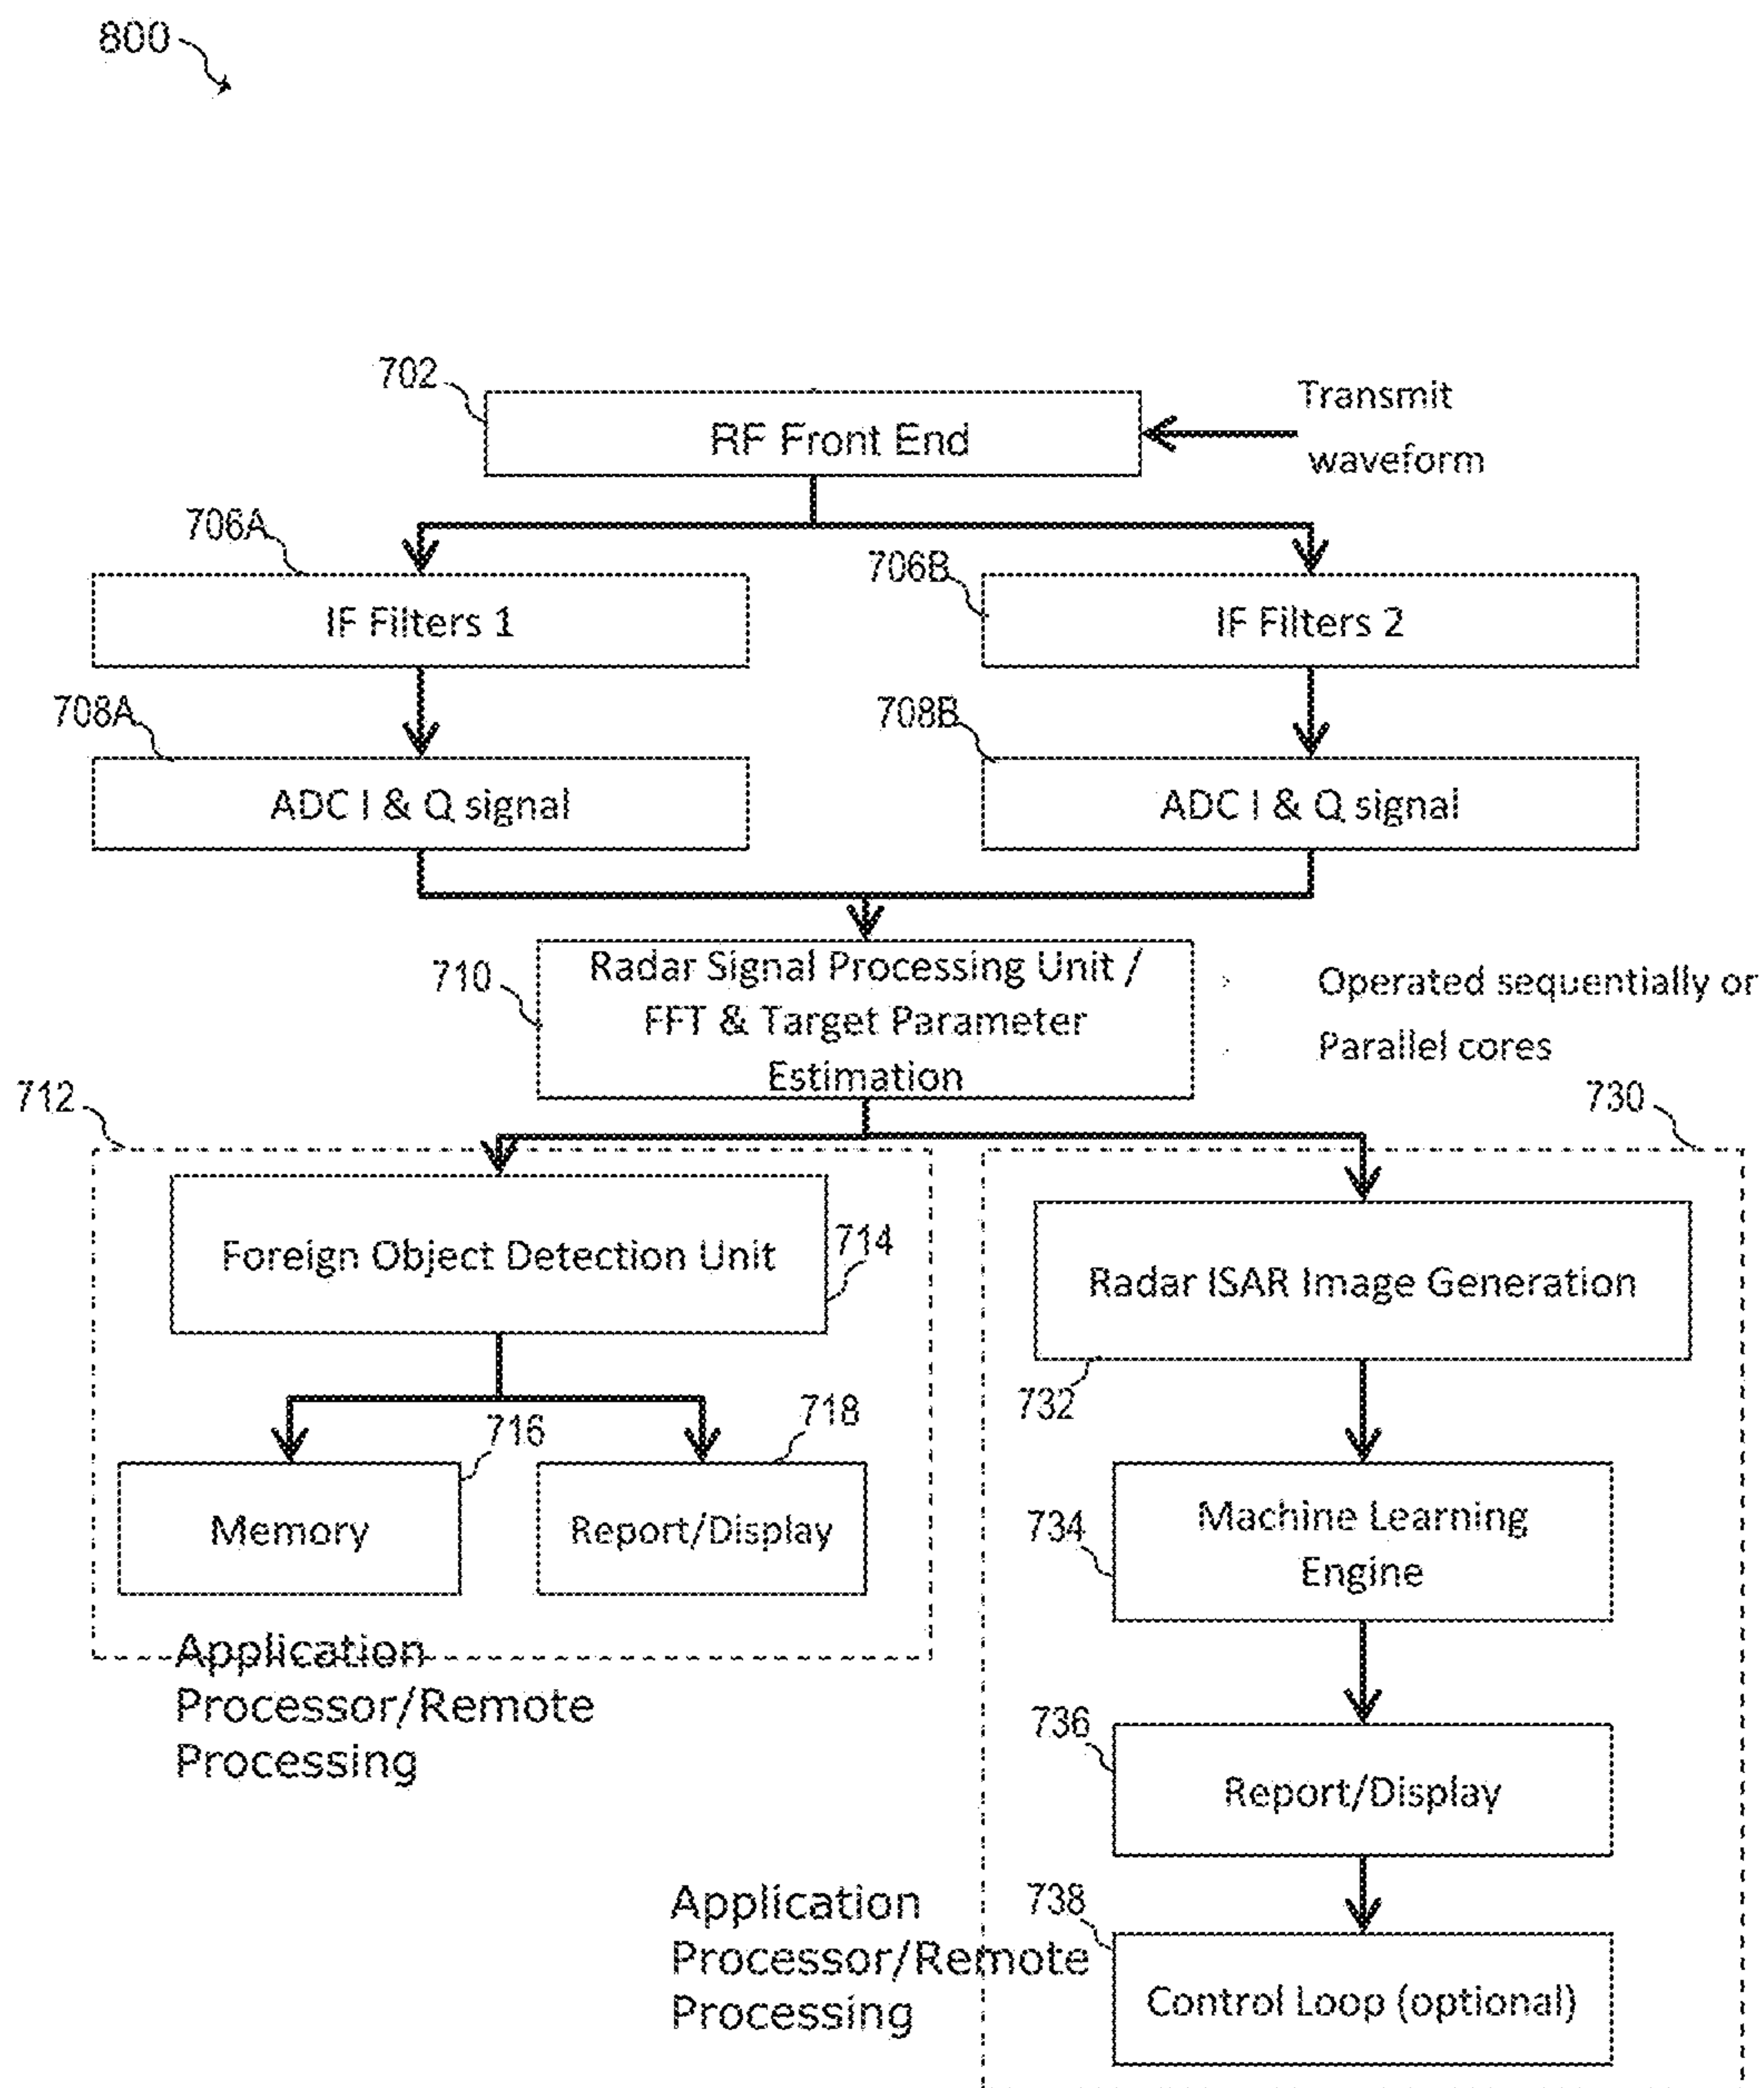 800
702
RF Front End
Transmit
waveform
706A
706B
IF Filters 1
IF Filters 2
708A
708B
ADC I & Q signal
ADC I & Q signal
710
Radar Signal Processing Unit /
FFT & Target Parameter
Estimation
Operated sequentially or
Parallel cores
712
730
Foreign Object Detection Unit
714
Radar ISAR Image Generation
732
716
718
Memory
Report/Display
734
Machine Learning
Engine
Application
Processor/Remote
Processing
736
Report/Display
Application
Processor/Remote
Processing
738
Control Loop (optional)